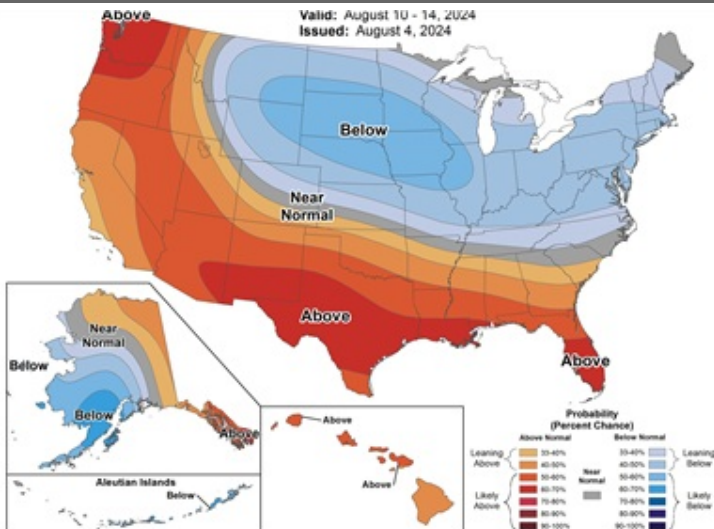 Above
Valid: August 10 - 14, 2024
Issued: August 4, 2024
Below
Near
Normal
Above
Above
Near
Normal
Below
Below
Above
Aleutian Islands
Below
Above
Above
Probability
(Percent Chance)
Above Normal
Below Normal
Leaning
Above
33-40%
40-50%
Likely
Above
50-60%
60-70%
70-80%
80-90%
90-100%
Near
Normal
33-40%
40-50%
Leaning
Below
50-60%
60-70%
70-80%
80-90%
90-100%
Likely
Below